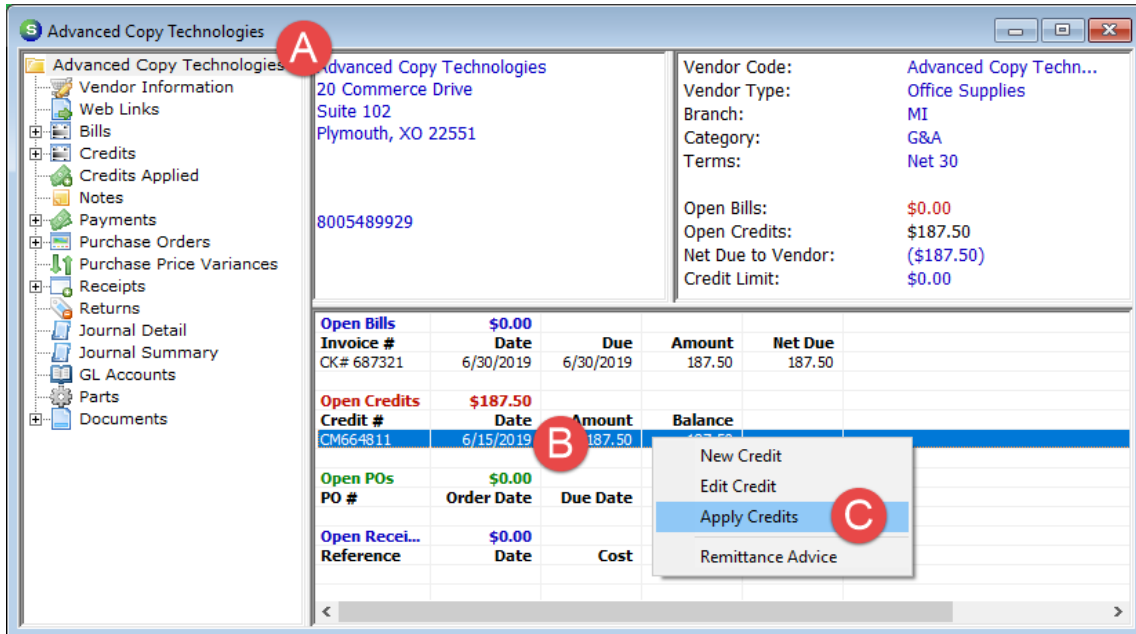 S Advanced Copy Technologies
A
Advanced Copy Technologies
Vendor Information
Web Links
Bills
Credits
Credits Applied
Notes
Payments
Purchase Orders
Purchase Price Variances
Receipts
Returns
Journal Detail
Journal Summary
GL Accounts
Parts
Documents
Advanced Copy Technologies
20 Commerce Drive
Suite 102
Plymouth, XO 22551
8005489929
Vendor Code: Advanced Copy Techn...
Vendor Type: Office Supplies
Branch: MI
Category: G&A
Terms: Net 30
Open Bills: $0.00
Open Credits: $187.50
Net Due to Vendor: ($187.50)
Credit Limit: $0.00
Open Bills $0.00
Invoice # Date Due Amount Net Due
CK# 687321 6/30/2019 6/30/2019 187.50 187.50
Open Credits $187.50
Credit # Date Amount Balance
CM664811 6/15/2019 B 187.50 187.50
Open POs $0.00
PO # Order Date Due Date
Open Recei... $0.00
Reference Date Cost
New Credit
Edit Credit
Apply Credits C
Remittance Advice